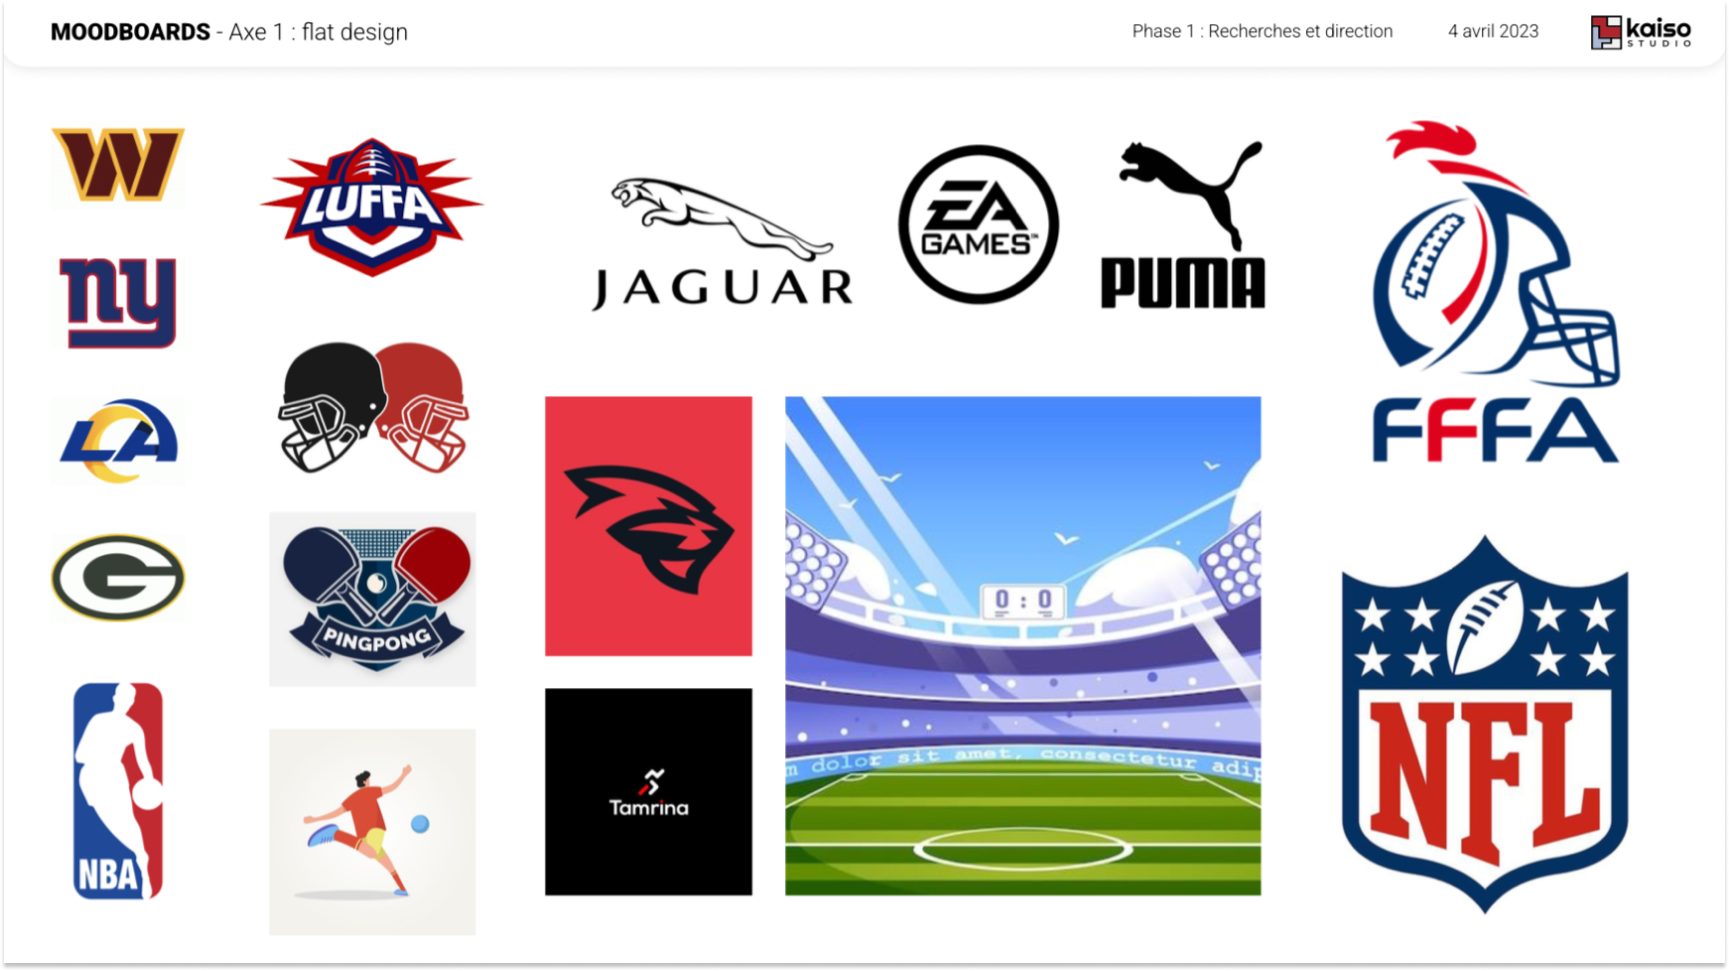 MOODBOARDS - Axe 1 : flat design
Phase 1 : Recherches et direction
4 avril 2023
kaiso
STUDIO
W
ny
LA
G
NBA
LUFFA
PINGPONG
JAGUAR
EA
GAMES™
PUMA
Tamrina
0 : 0
m dolor sit amet, consectetur adip
FFFA
NFL